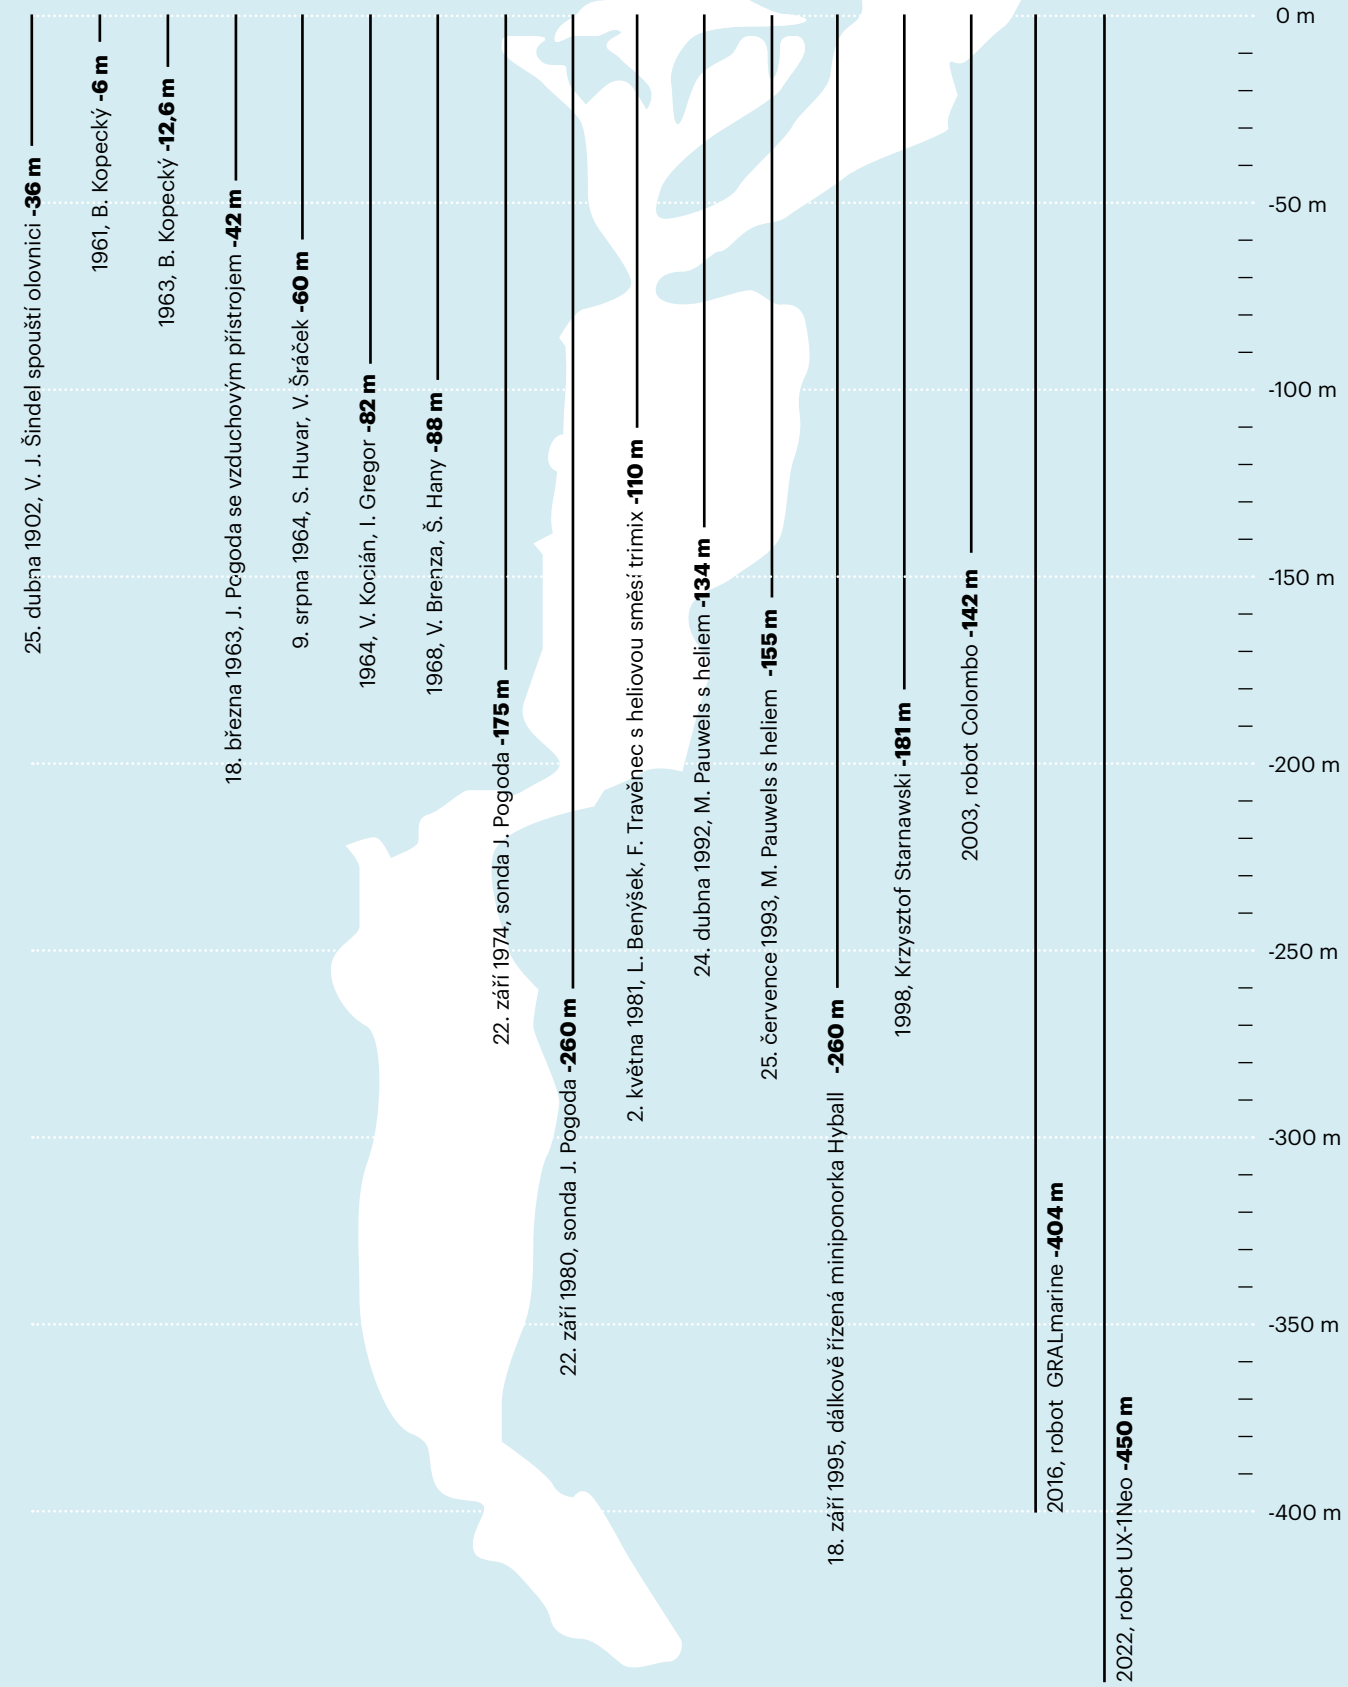 25. dubna 1902, V. J. Šindel spouští olovnici -36 m
1961, B. Kopecký -6 m
1963, B. Kopecký -12,6 m
18. března 1963, J. Pogoda se vzduchovým přístrojem -42 m
9. srpna 1964, S. Huvar, V. Šráček -60 m
1964, V. Kocián, I. Gregor -82 m
1968, V. Brenza, Š. Hany -88 m
22. září 1974, sonda J. Pogoda -175 m
22. září 1980, sonda J. Pogoda -260 m
2. května 1981, L. Benýšek, F. Travěnec s heliovou směsí trimix -110 m
24. dubna 1992, M. Pauwels s heliem -134 m
25. července 1993, M. Pauwels s heliem -155 m
18. září 1995, dálkově řízená miniponorka Hyball -260 m
1998, Krzysztof Starnawski -181 m
2003, robot Colombo -142 m
2016, robot GRALmarine -404 m
2022, robot UX-1Neo -450 m
0 m
-50 m
-100 m
-150 m
-200 m
-250 m
-300 m
-350 m
-400 m